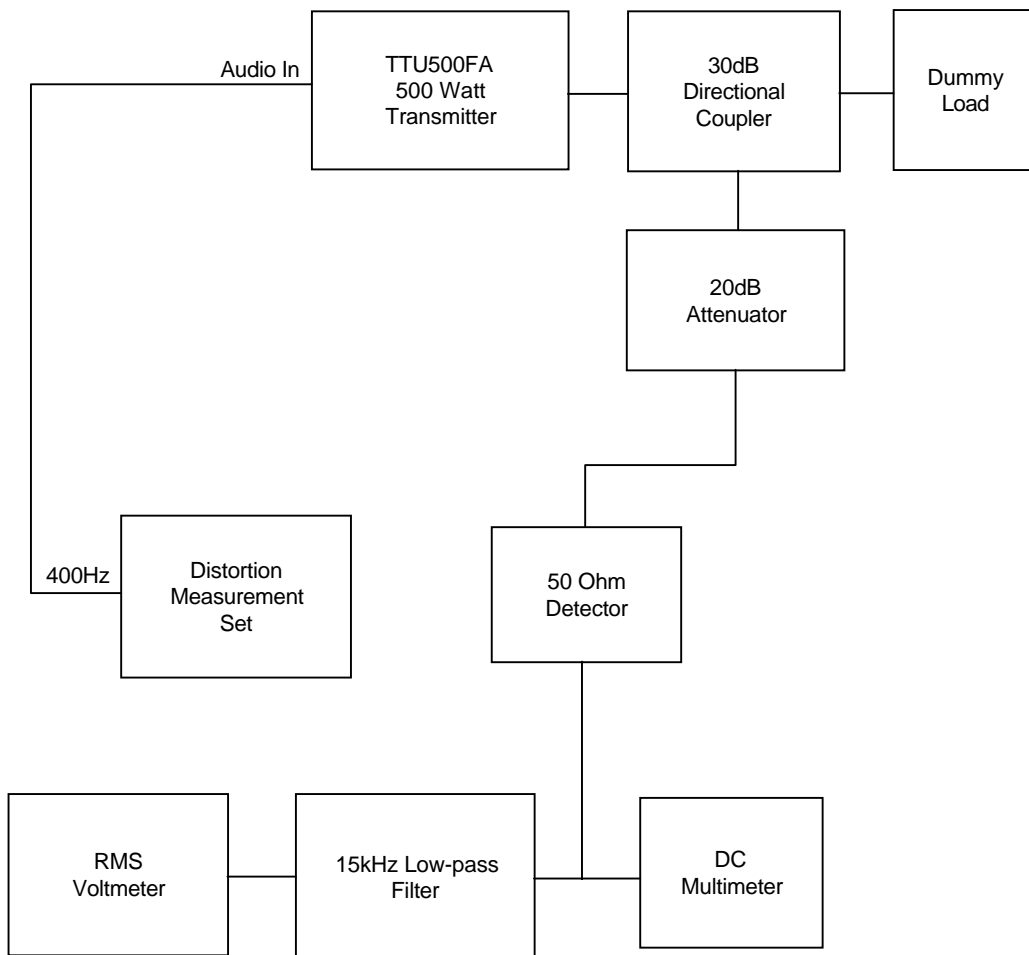 Audio In
TTU500FA
500 Watt
Transmitter
30dB
Directional
Coupler
Dummy
Load
20dB
Attenuator
400Hz
Distortion
Measurement
Set
50 Ohm
Detector
RMS
Voltmeter
15kHz Low-pass
Filter
DC
Multimeter